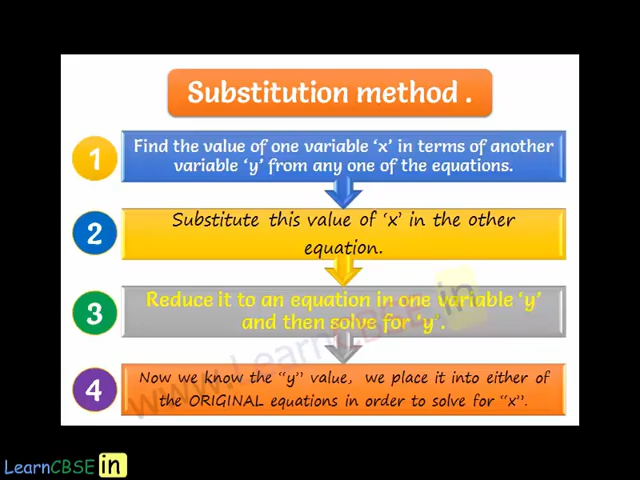 Substitution method .
1
Find the value of one variable ‘x’ in terms of another
variable ‘y’ from any one of the equations.
2
Substitute this value of ‘x’ in the other
equation.
3
Reduce it to an equation in one variable ‘y’
and then solve for ‘y’.
4
Now we know the “y” value, we place it into either of
the ORIGINAL equations in order to solve for “x”.
www.LearnCBSE.in
LearnCBSE in